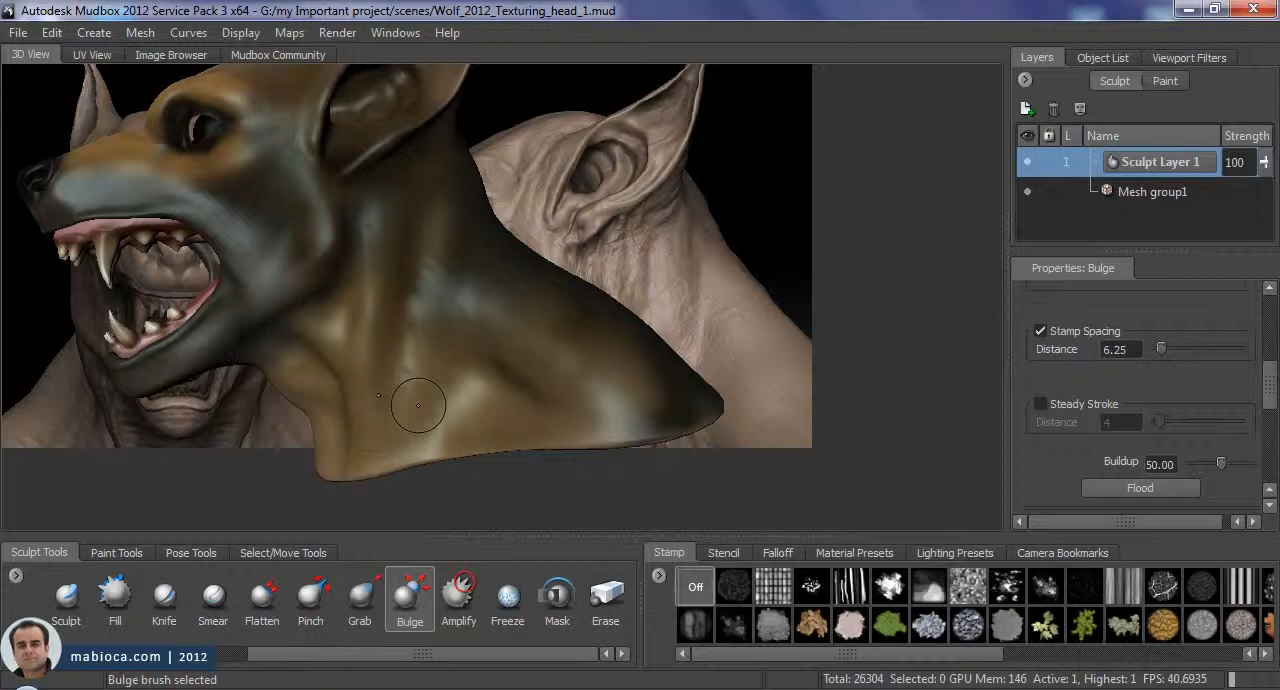 Autodesk Mudbox 2012 Service Pack 3 x64 - G:/my Important project/scenes/Wolf_2012_Texturing_head_1.mud
File Edit Create Mesh Curves Display Maps Render Windows Help
3D View UV View Image Browser Mudbox Community
Layers Object List Viewport Filters
Sculpt Paint
L Name Strength
1 Sculpt Layer 1 100
Mesh group1
Properties: Bulge
Stamp Spacing
Distance 6.25
Steady Stroke
Distance 4
Buildup 50.00
Flood
Sculpt Tools Paint Tools Pose Tools Select/Move Tools
Sculpt Fill Knife Smear Flatten Pinch Grab Bulge Amplify Freeze Mask Erase
Stamp Stencil Falloff Material Presets Lighting Presets Camera Bookmarks
Off
mabioca.com | 2012
Bulge brush selected
Total: 26304 Selected: 0 GPU Mem: 146 Active: 1, Highest: 1 FPS: 40.6935